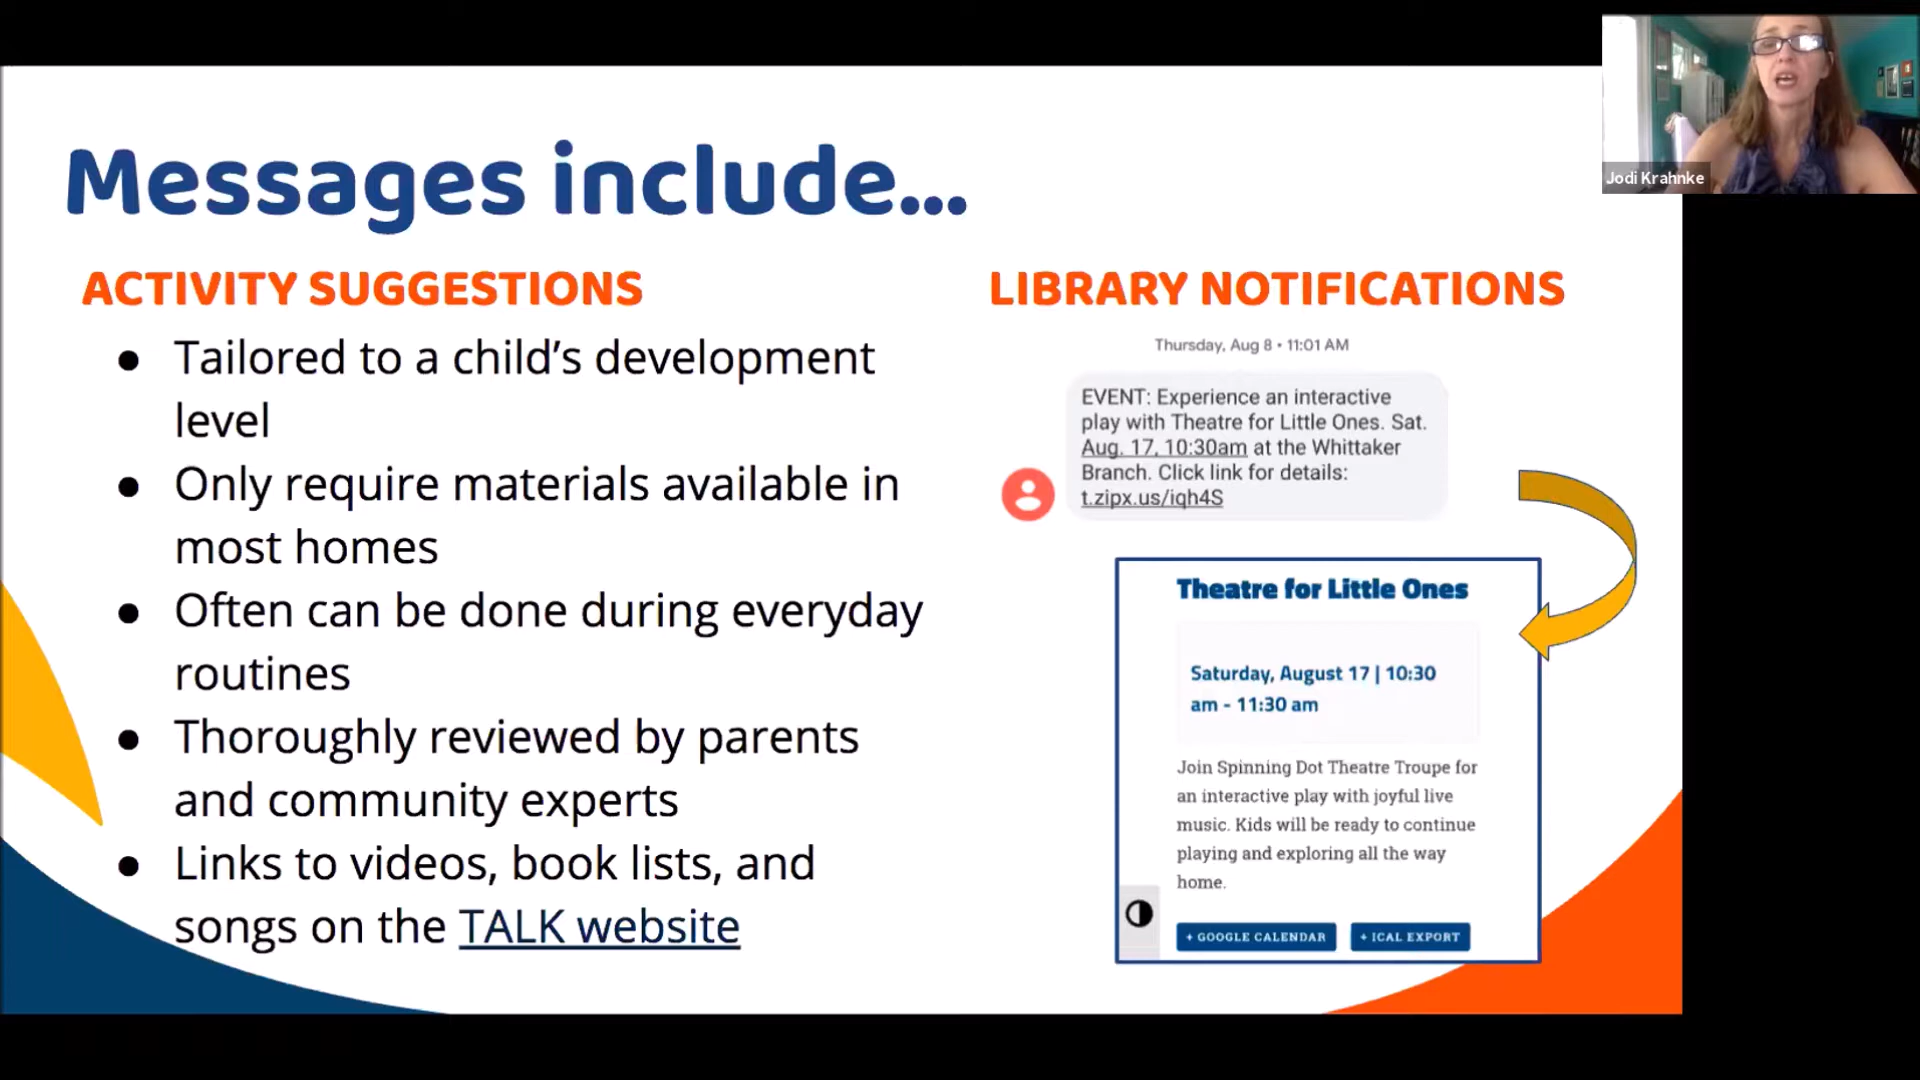 Jodi Krahnke
Messages include...
ACTIVITY SUGGESTIONS
● Tailored to a child's development
level
● Only require materials available in
most homes
● Often can be done during everyday
routines
● Thoroughly reviewed by parents
and community experts
● Links to videos, book lists, and
songs on the TALK website
LIBRARY NOTIFICATIONS
Thursday, Aug 8 • 11:01 AM
EVENT: Experience an interactive
play with Theatre for Little Ones. Sat.
Aug. 17, 10:30am at the Whittaker
Branch. Click link for details:
t.zipx.us/iqh4S
Theatre for Little Ones
Saturday, August 17 | 10:30
am - 11:30 am
Join Spinning Dot Theatre Troupe for
an interactive play with joyful live
music. Kids will be ready to continue
playing and exploring all the way
home.
+ GOOGLE CALENDAR
+ ICAL EXPORT